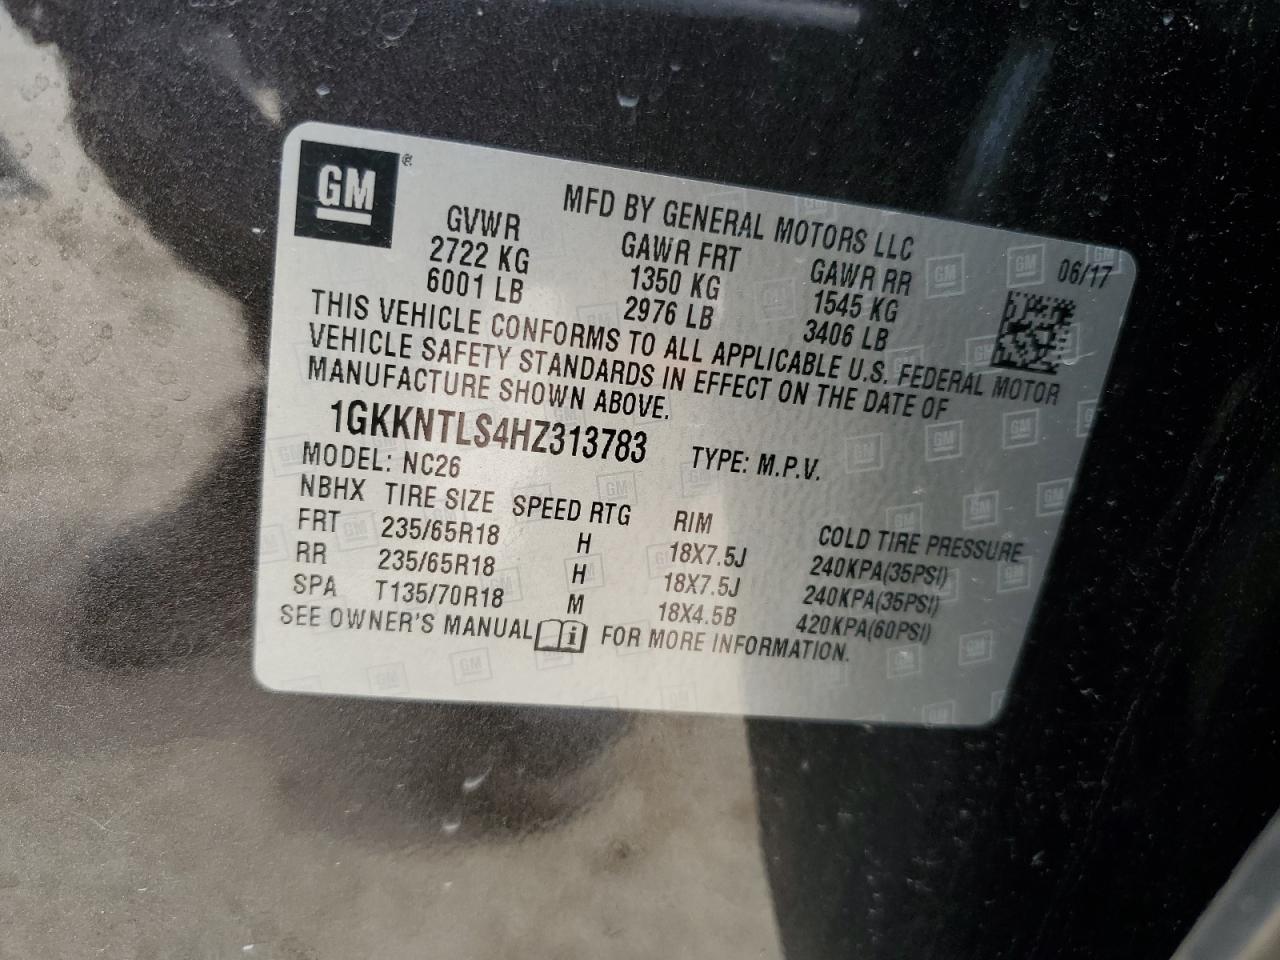 GM®
MFD BY GENERAL MOTORS LLC
06/17
GVWR GAWR FRT GAWR RR
2722 KG 1350 KG 1545 KG
6001 LB 2976 LB 3406 LB
THIS VEHICLE CONFORMS TO ALL APPLICABLE U.S. FEDERAL MOTOR
VEHICLE SAFETY STANDARDS IN EFFECT ON THE DATE OF
MANUFACTURE SHOWN ABOVE.
1GKKNTLS4HZ313783 TYPE: M.P.V.
MODEL: NC26
NBHX TIRE SIZE SPEED RTG RIM COLD TIRE PRESSURE
FRT 235/65R18 H 18X7.5J 240KPA(35PSI)
RR 235/65R18 H 18X7.5J 240KPA(35PSI)
SPA T135/70R18 M 18X4.5B 420KPA(60PSI)
SEE OWNER'S MANUAL i FOR MORE INFORMATION.